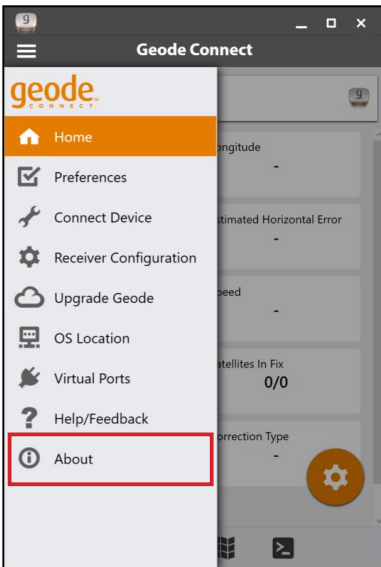 Geode Connect
geode
CONNECT
Home
Preferences
Connect Device
Receiver Configuration
Upgrade Geode
OS Location
Virtual Ports
Help/Feedback
About
ongitude
-
stimated Horizontal Error
-
peed
-
atellites In Fix
0/0
orrection Type
-